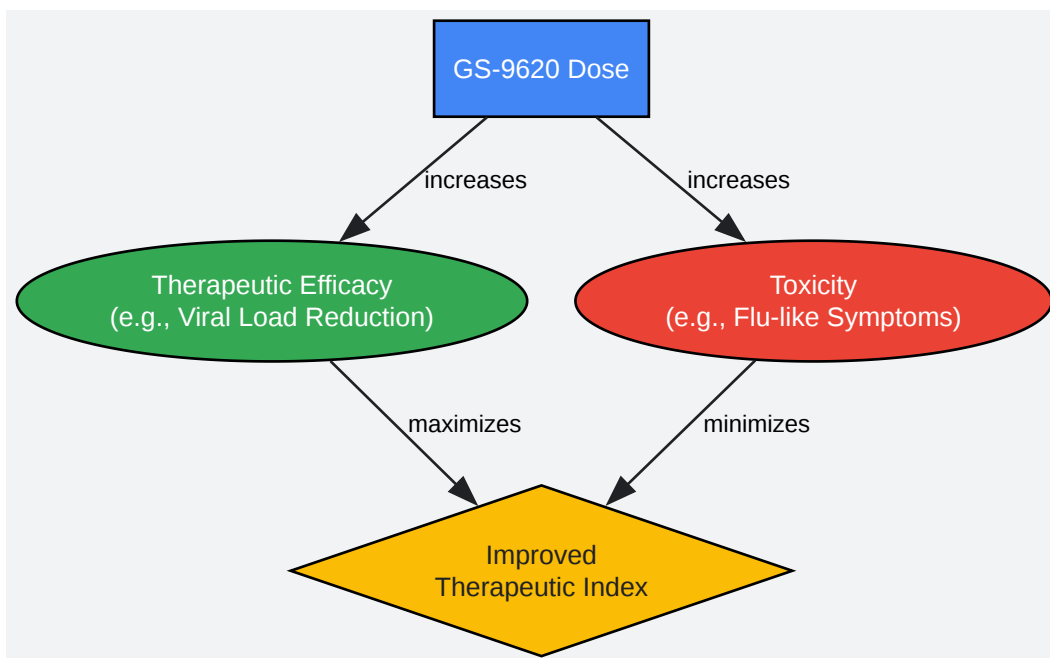 GS-9620 Dose
increases
increases
Therapeutic Efficacy
(e.g., Viral Load Reduction)
Toxicity
(e.g., Flu-like Symptoms)
maximizes
minimizes
Improved
Therapeutic Index